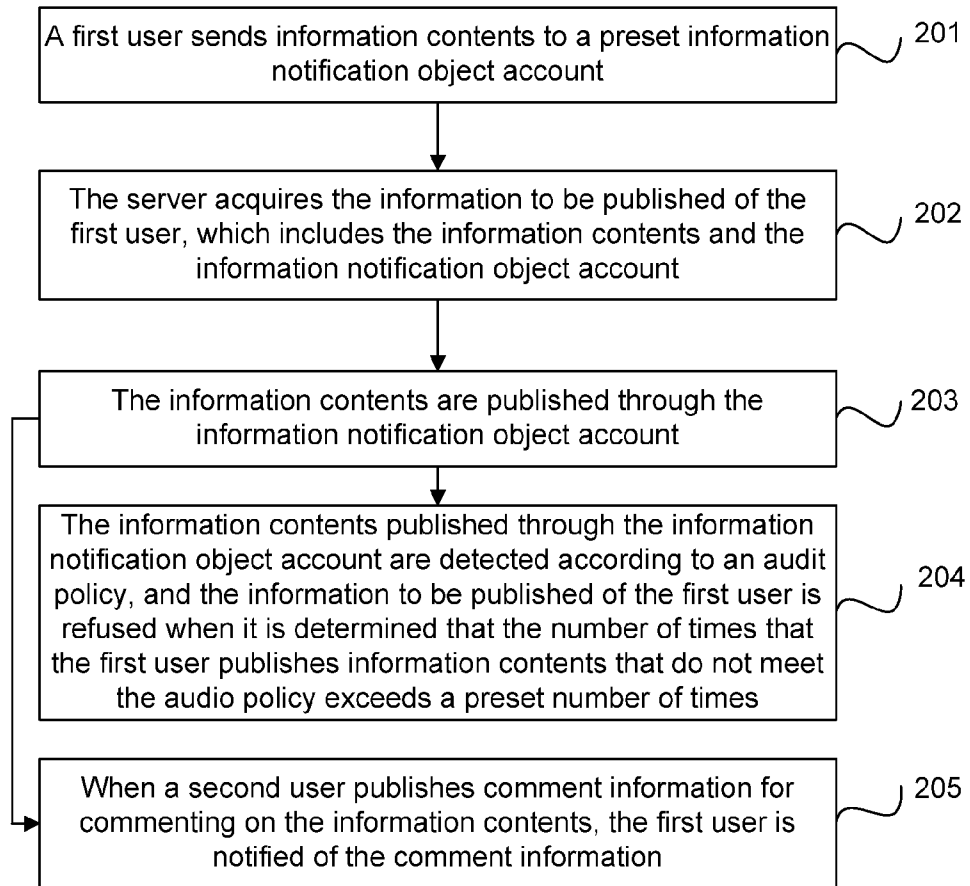 A first user sends information contents to a preset information
notification object account
201
The server acquires the information to be published of the
first user, which includes the information contents and the
information notification object account
202
The information contents are published through the
information notification object account
203
The information contents published through the information
notification object account are detected according to an audit
policy, and the information to be published of the first user is
refused when it is determined that the number of times that
the first user publishes information contents that do not meet
the audio policy exceeds a preset number of times
204
When a second user publishes comment information for
commenting on the information contents, the first user is
notified of the comment information
205